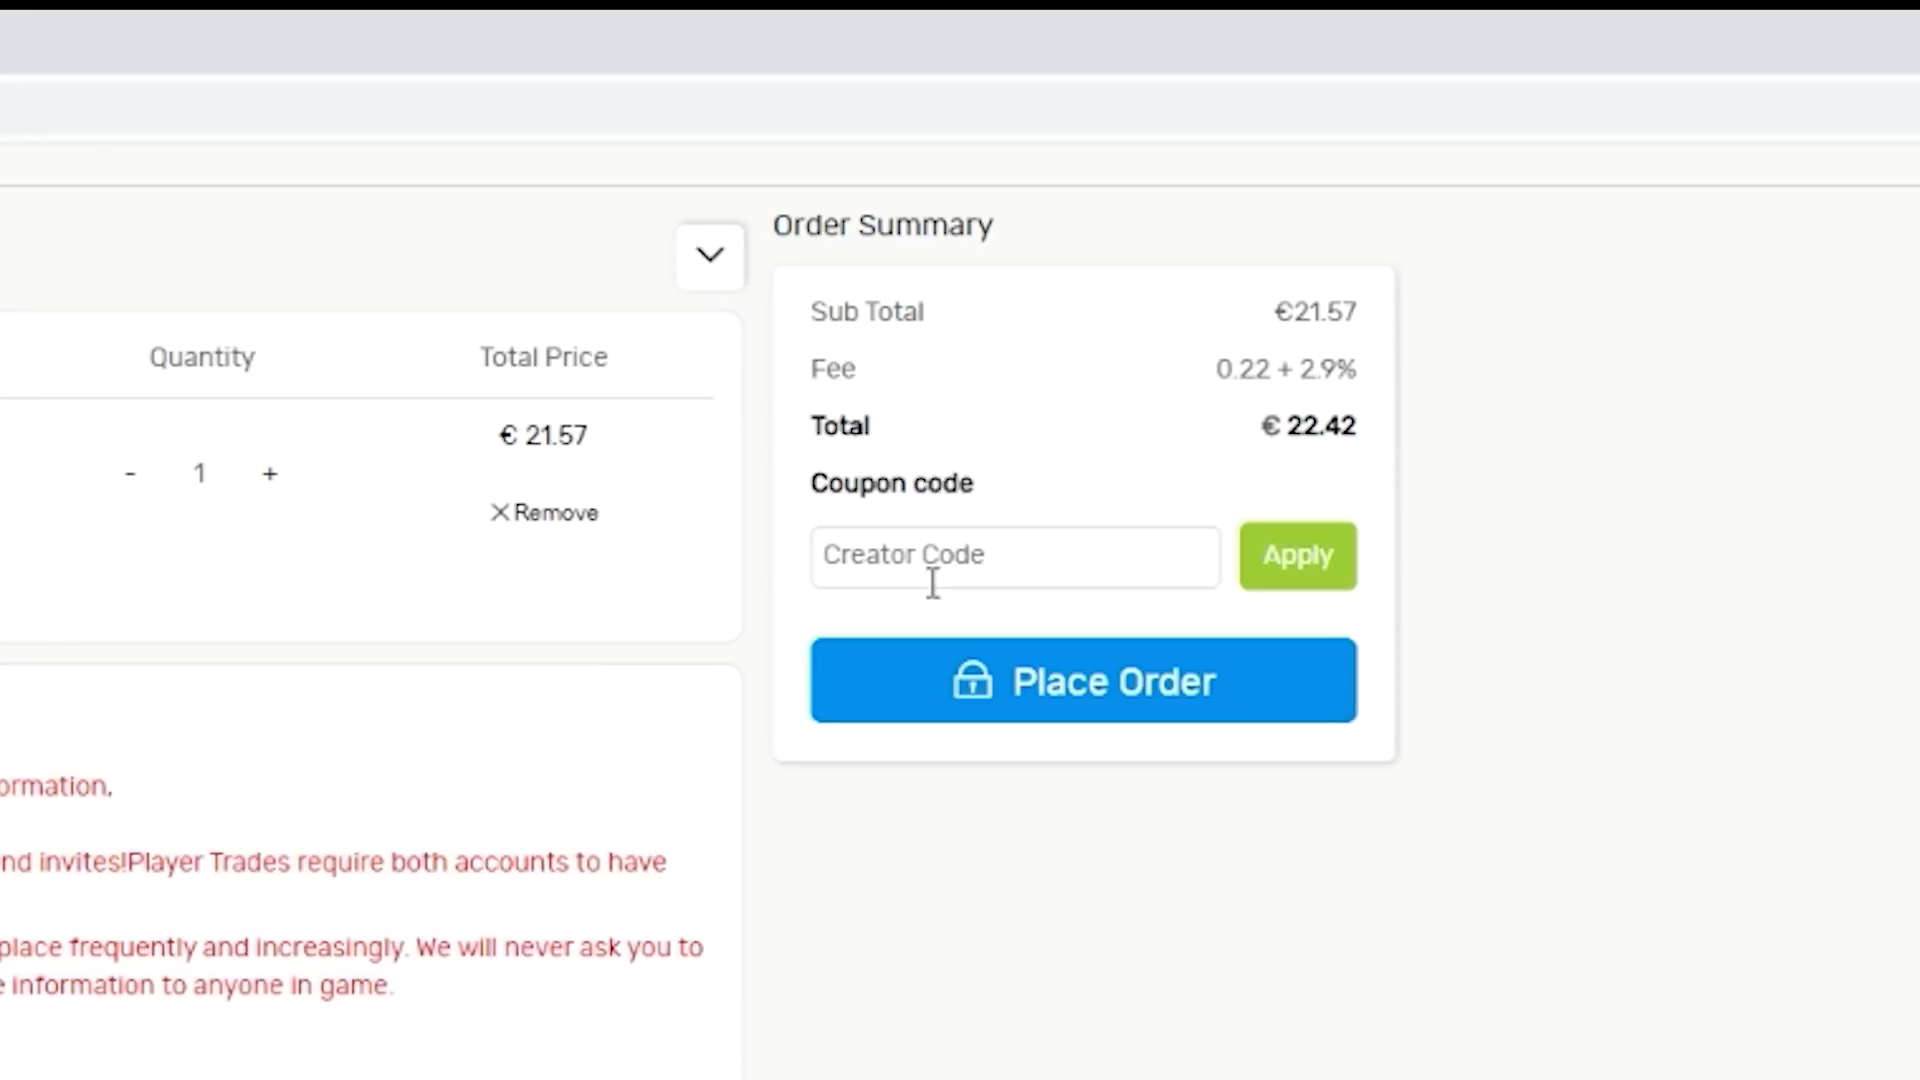 Order Summary
Quantity
Total Price
€ 21.57
- 1 +
Remove
Sub Total €21.57
Fee 0.22 + 2.9%
Total € 22.42
Coupon code
Creator Code
Apply
Place Order
ormation.
nd invites!Player Trades require both accounts to have
place frequently and increasingly. We will never ask you to
e information to anyone in game.